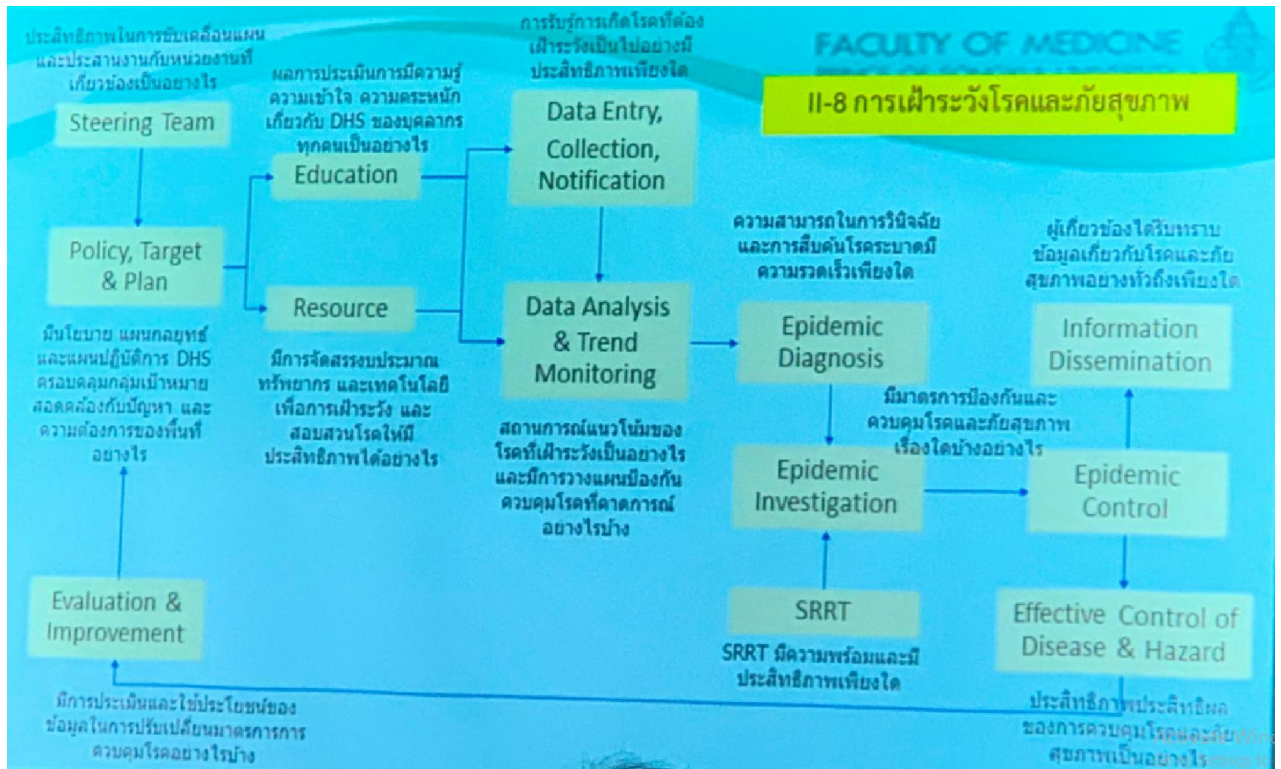 FACULTY OF MEDICINE
II-8 การเฝ้าระวังโรคและภัยสุขภาพ
ประสิทธิภาพในการขับเคลื่อนแผน
และประสานงานกับหน่วยงานที่
เกี่ยวข้องเป็นอย่างไร
Steering Team
Policy, Target
& Plan
มีนโยบาย แผนกลยุทธ์
และแผนปฏิบัติการ DHS
ครอบคลุมกลุ่มเป้าหมาย
สอดคล้องกับปัญหา และ
ความต้องการของพื้นที่
อย่างไร
ผลการประเมินการมีความรู้
ความเข้าใจ ความตระหนัก
เกี่ยวกับ DHS ของบุคลากร
ทุกคนเป็นอย่างไร
Education
Resource
มีการจัดสรรงบประมาณ
ทรัพยากร และเทคโนโลยี
เพื่อการเฝ้าระวัง และ
สอบสวนโรคให้มี
ประสิทธิภาพได้อย่างไร
การรับรู้การเกิดโรคที่ต้อง
เฝ้าระวังเป็นไปอย่างมี
ประสิทธิภาพเพียงใด
Data Entry,
Collection,
Notification
Data Analysis
& Trend
Monitoring
สถานการณ์แนวโน้มของ
โรคที่เฝ้าระวังเป็นอย่างไร
และมีการวางแผนป้องกัน
ควบคุมโรคที่คาดการณ์
อย่างไรบ้าง
ความสามารถในการวินิจฉัย
และการสืบค้นโรคระบาดมี
ความรวดเร็วเพียงใด
Epidemic
Diagnosis
Epidemic
Investigation
SRRT
SRRT มีความพร้อมและมี
ประสิทธิภาพเพียงใด
ผู้เกี่ยวข้องได้รับทราบ
ข้อมูลเกี่ยวกับโรคและภัย
สุขภาพอย่างทั่วถึงเพียงใด
Information
Dissemination
มีมาตรการป้องกันและ
ควบคุมโรคและภัยสุขภาพ
เรื่องใดบ้างอย่างไร
Epidemic
Control
Effective Control of
Disease & Hazard
ประสิทธิภาพประสิทธิผล
ของการควบคุมโรคและภัย
สุขภาพเป็นอย่างไร
Evaluation &
Improvement
มีการประเมินและใช้ประโยชน์ของ
ข้อมูลในการปรับเปลี่ยนมาตรการการ
ควบคุมโรคอย่างไรบ้าง